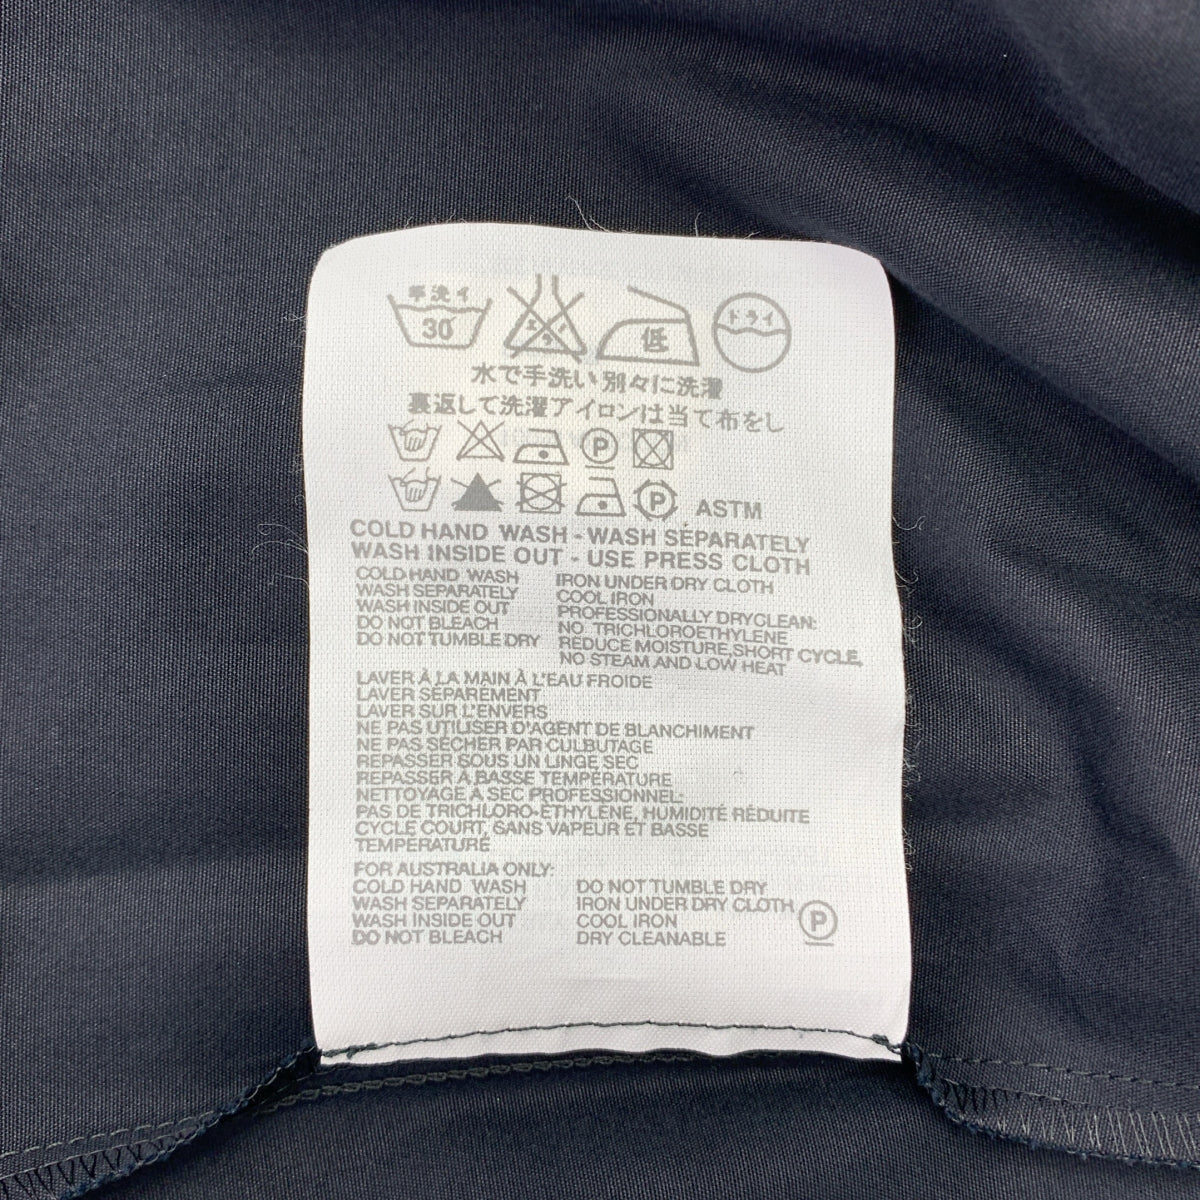 手洗イ 30 エンソサラシ 低 ドライ
水で手洗い 別々に洗濯
裏返して洗濯アイロンは当て布をし
P
P ASTM
COLD HAND WASH - WASH SÉPARATELY
WASH INSIDE OUT - USE PRESS CLOTH
COLD HAND WASH
WASH SEPARATELY
WASH INSIDE OUT
DO NOT BLEACH
DO NOT TUMBLE DRY
IRON UNDER DRY CLOTH
COOL IRON
PROFESSIONALLY DRYCLEAN:
NO TRICHLOROETHYLENE
REDUCE MOISTURE,SHORT CYCLE,
NO STEAM AND LOW HEAT
LAVER À LA MAIN À L'EAU FROIDE
LAVER SÉPAREMENT
LAVER SUR L'ENVERS
NE PAS UTILISER D'AGENT DE BLANCHIMENT
NE PAS SÉCHER PAR CULBUTAGE
REPASSER SOUS UN LINGE SEC
REPASSER À BASSE TEMPÉRATURE
NETTOYAGE À SEC PROFESSIONNEL:
PAS DE TRICHLORO-ÉTHYLÈNE, HUMIDITÉ RÉDUITE
CYCLE COURT, SANS VAPEUR ET BASSE
TEMPÉRATURE
FOR AUSTRALIA ONLY:
COLD HAND WASH
WASH SEPARATELY
WASH INSIDE OUT
DO NOT BLEACH
DO NOT TUMBLE DRY
IRON UNDER DRY CLOTH
COOL IRON
DRY CLEANABLE
P